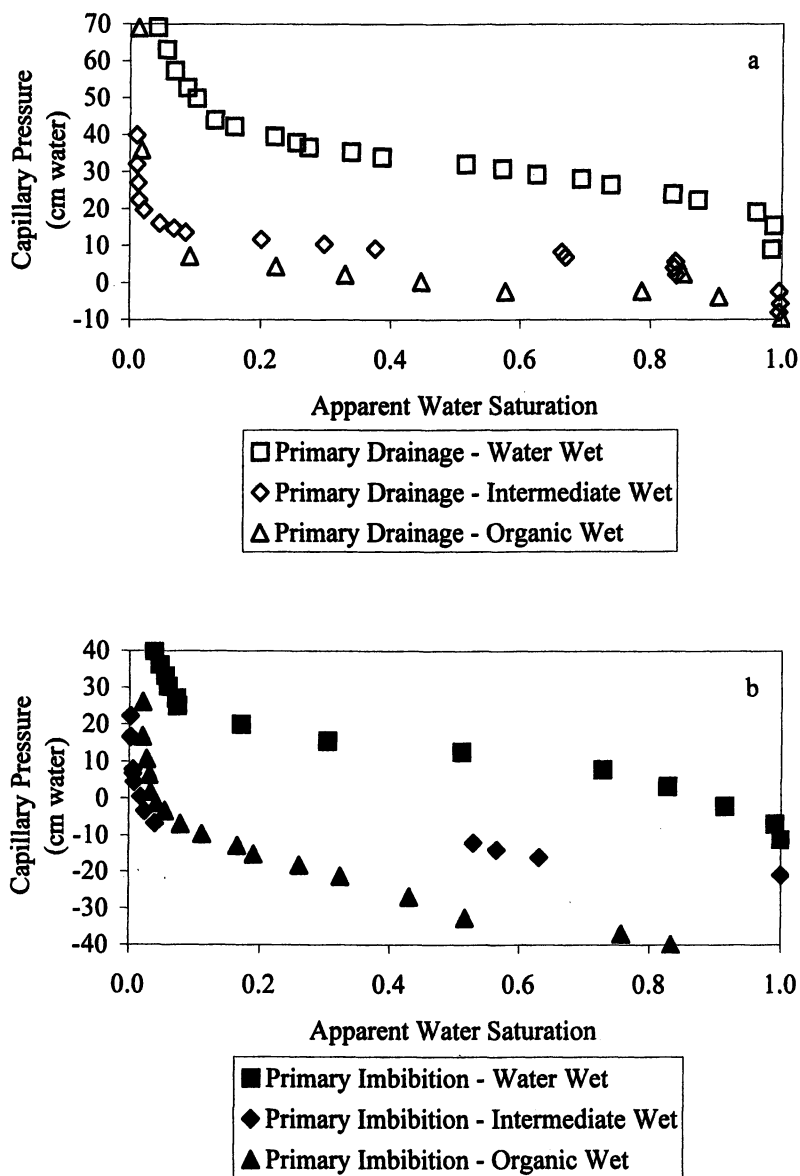 a
70
60
50
40
30
20
10
0
-10
Capillary Pressure
(cm water)
0.0 0.2 0.4 0.6 0.8 1.0
Apparent Water Saturation
Primary Drainage - Water Wet
Primary Drainage - Intermediate Wet
Primary Drainage - Organic Wet
b
40
30
20
10
0
-10
-20
-30
-40
Capillary Pressure
(cm water)
0.0 0.2 0.4 0.6 0.8 1.0
Apparent Water Saturation
Primary Imbibition - Water Wet
Primary Imbibition - Intermediate Wet
Primary Imbibition - Organic Wet